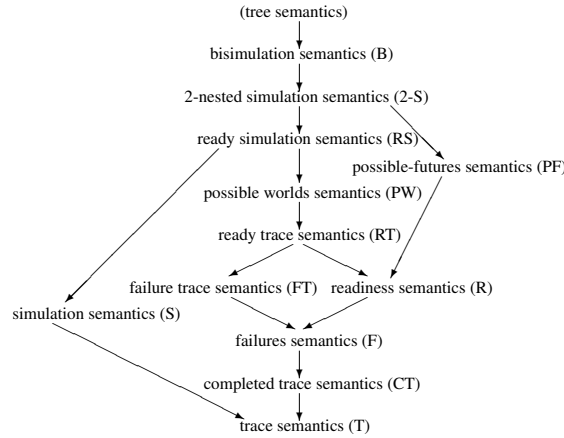 (tree semantics)
bisimulation semantics (B)
2-nested simulation semantics (2-S)
ready simulation semantics (RS)
possible-futures semantics (PF)
possible worlds semantics (PW)
ready trace semantics (RT)
failure trace semantics (FT)
readiness semantics (R)
simulation semantics (S)
failures semantics (F)
completed trace semantics (CT)
trace semantics (T)